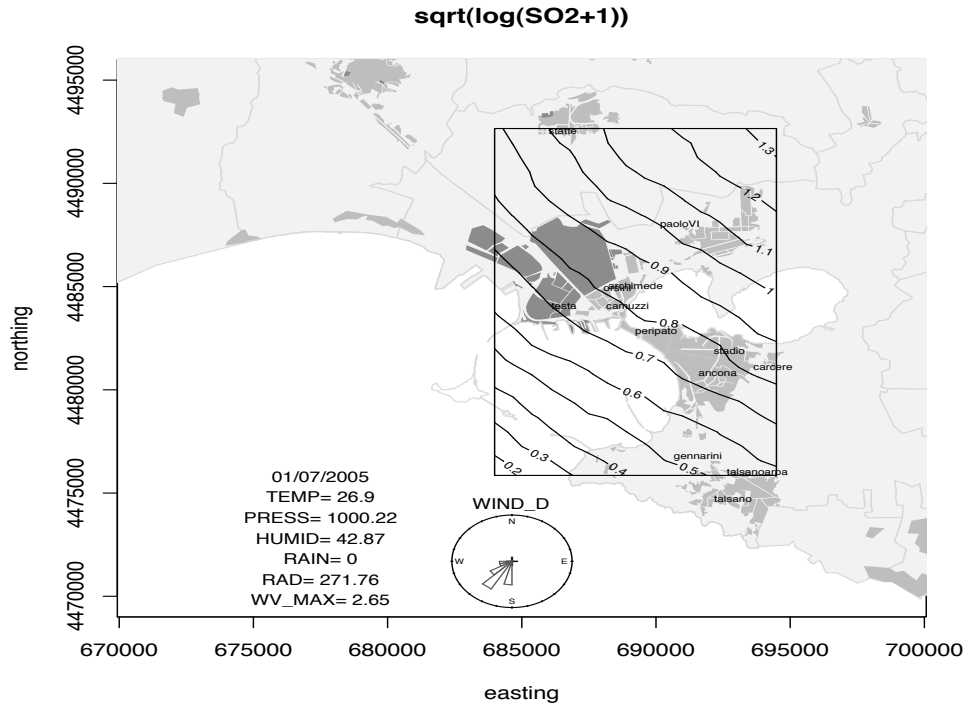 sqrt(log(SO2+1))
4495000
4490000
4485000
4480000
4475000
4470000
northing
statte
1.3
1.2
paoloVI
1.1
0.9
1
archimede
orsini
testa
camuzzi
0.8
peripato
0.7
stadio
carcere
ancona
0.6
gennarini
0.2
0.3
0.4
0.5
talsanoarpa
talsano
01/07/2005
TEMP= 26.9
PRESS= 1000.22
HUMID= 42.87
RAIN= 0
RAD= 271.76
WV_MAX= 2.65
WIND_D
N
W
E
S
670000 675000 680000 685000 690000 695000 700000
easting